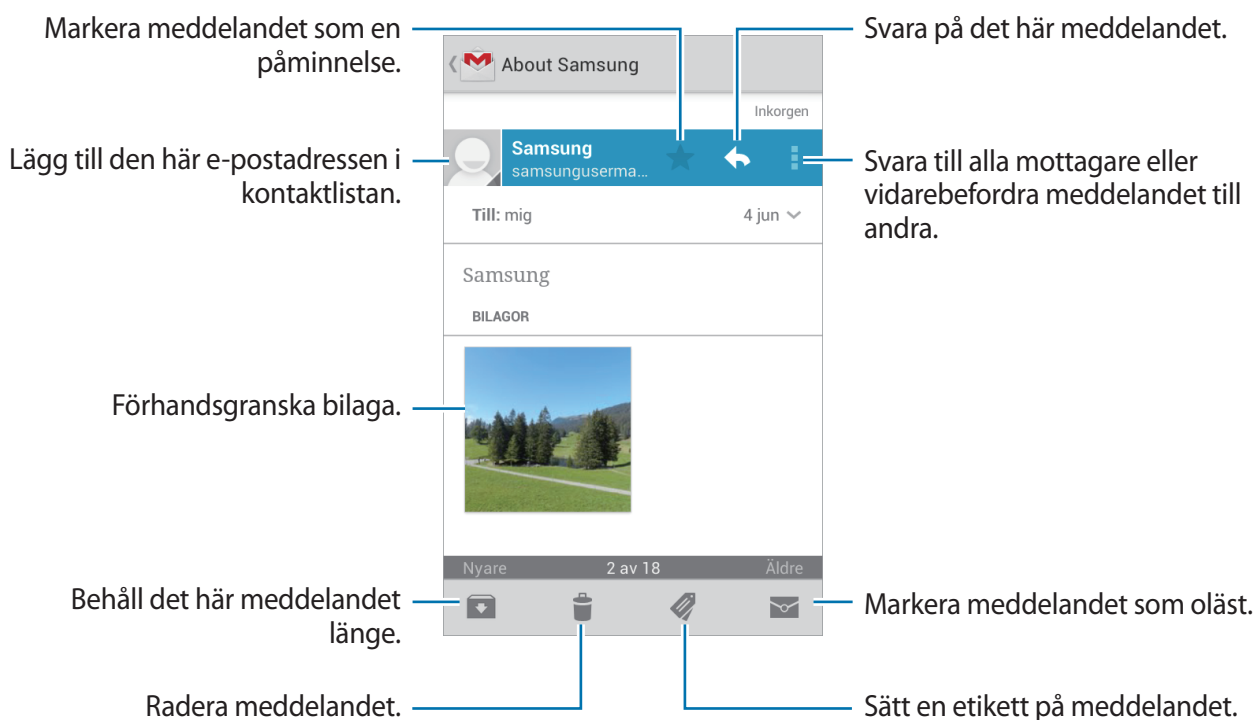 Markera meddelandet som en
påminnelse.
Svara på det här meddelandet.
About Samsung
Inkorgen
Lägg till den här e-postadressen i
kontaktlistan.
Samsung
samsunguserma...
Svara till alla mottagare eller
vidarebefordra meddelandet till
andra.
Till: mig
4 jun
Samsung
BILAGOR
Förhandsgranska bilaga.
Nyare
2 av 18
Äldre
Behåll det här meddelandet
länge.
Markera meddelandet som oläst.
Radera meddelandet.
Sätt en etikett på meddelandet.